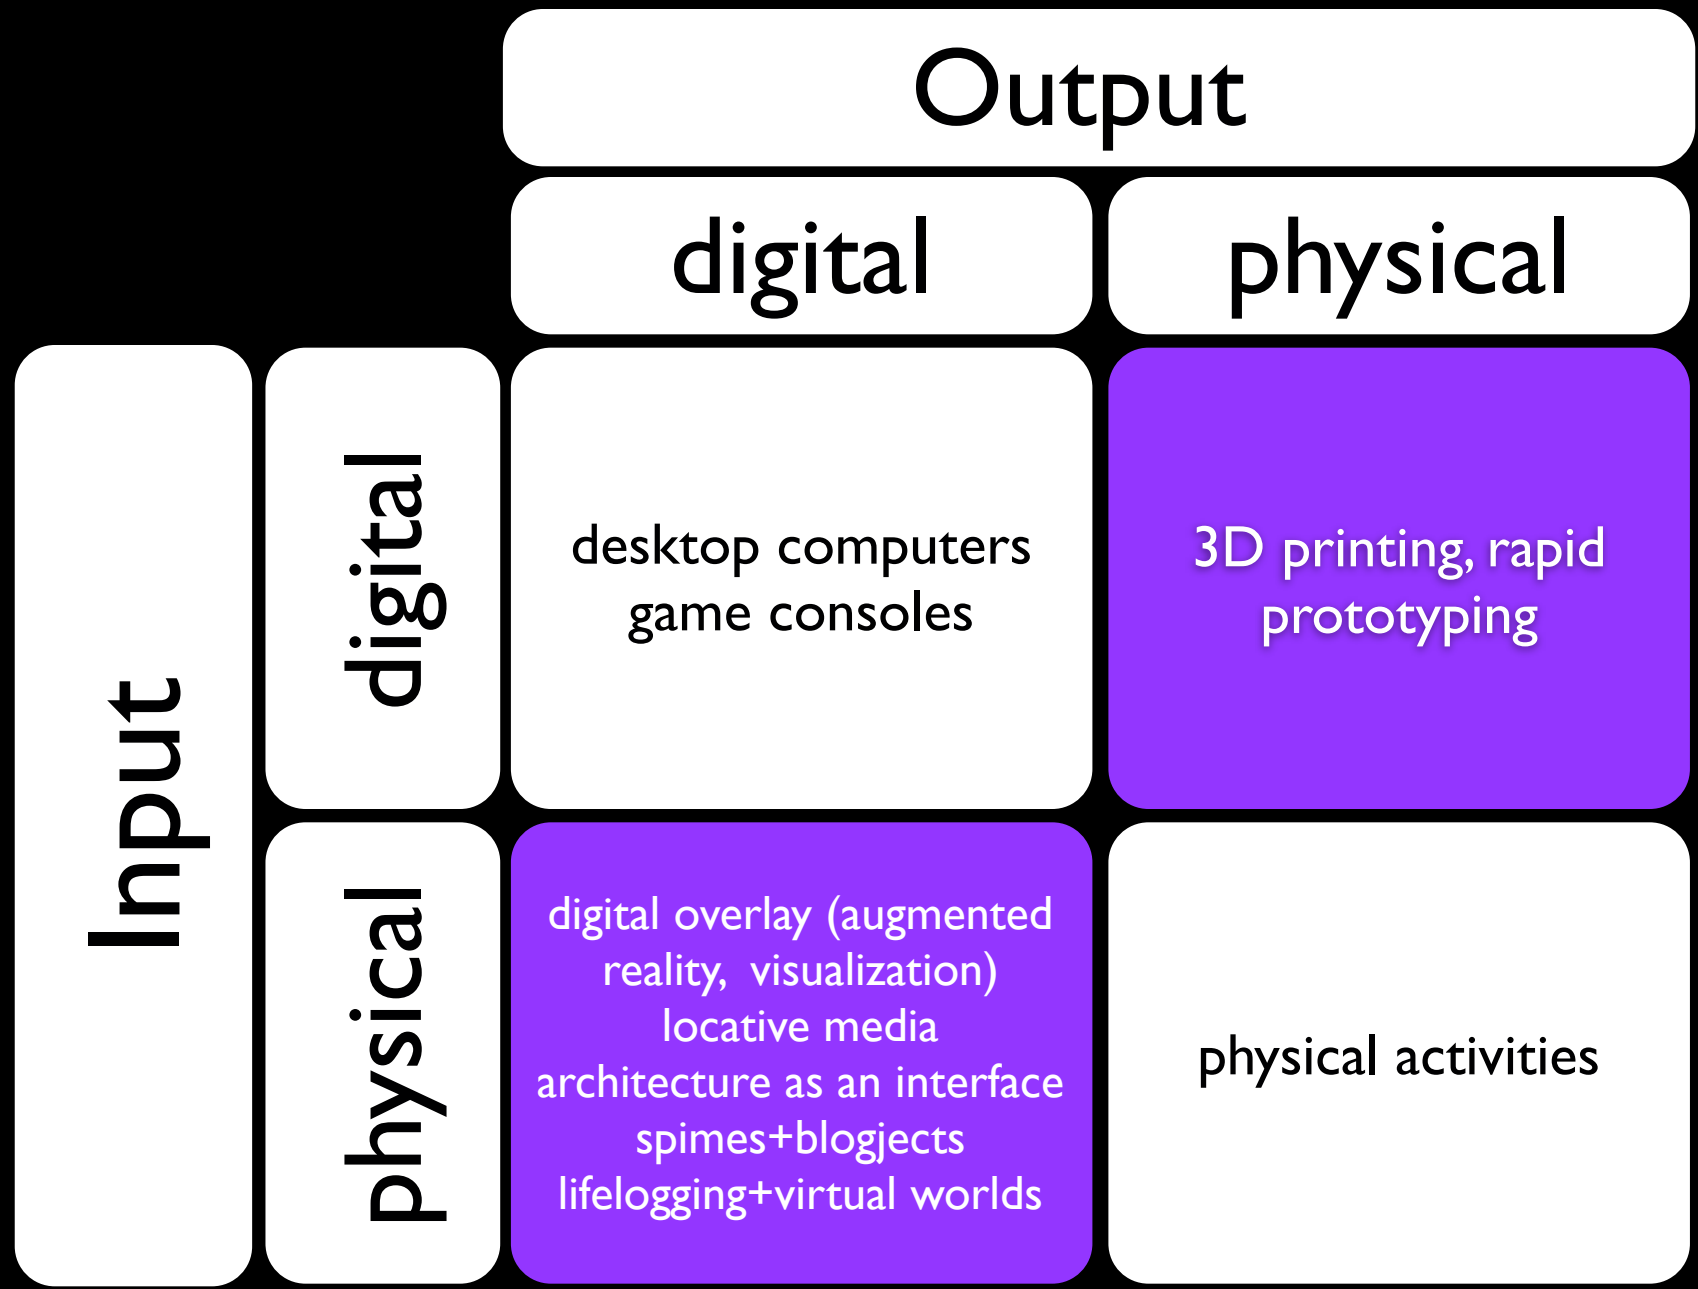 Output
digital
physical
Input
digital
desktop computers
game consoles
3D printing, rapid
prototyping
physical
digital overlay (augmented
reality,  visualization)
locative media
architecture as an interface
spimes+blogjects
lifelogging+virtual worlds
physical activities